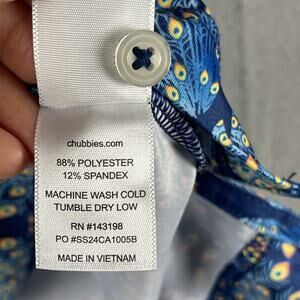 chubbies.com
88% POLYESTER
12% SPANDEX
MACHINE WASH COLD
TUMBLE DRY LOW
RN #143198
PO #SS24CA1005B
MADE IN VIETNAM